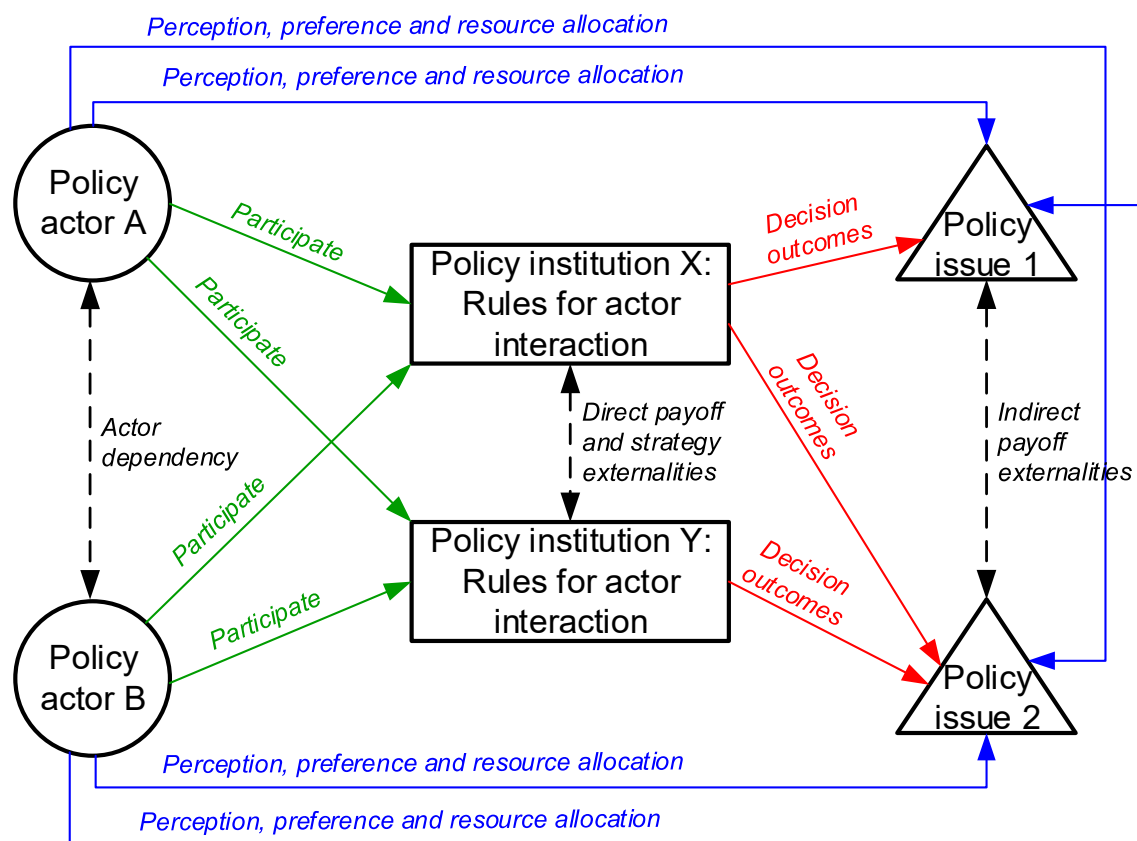 Perception, preference and resource allocation
Perception, preference and resource allocation
Policy
actor A
Participate
Participate
Policy institution X:
Rules for actor
interaction
Decision
outcomes
Policy
issue 1
Decision
outcomes
Actor
dependency
Direct payoff
and strategy
externalities
Indirect
payoff
externalities
Participate
Participate
Policy institution Y:
Rules for actor
interaction
Decision
outcomes
Policy
actor B
Policy
issue 2
Perception, preference and resource allocation
Perception, preference and resource allocation